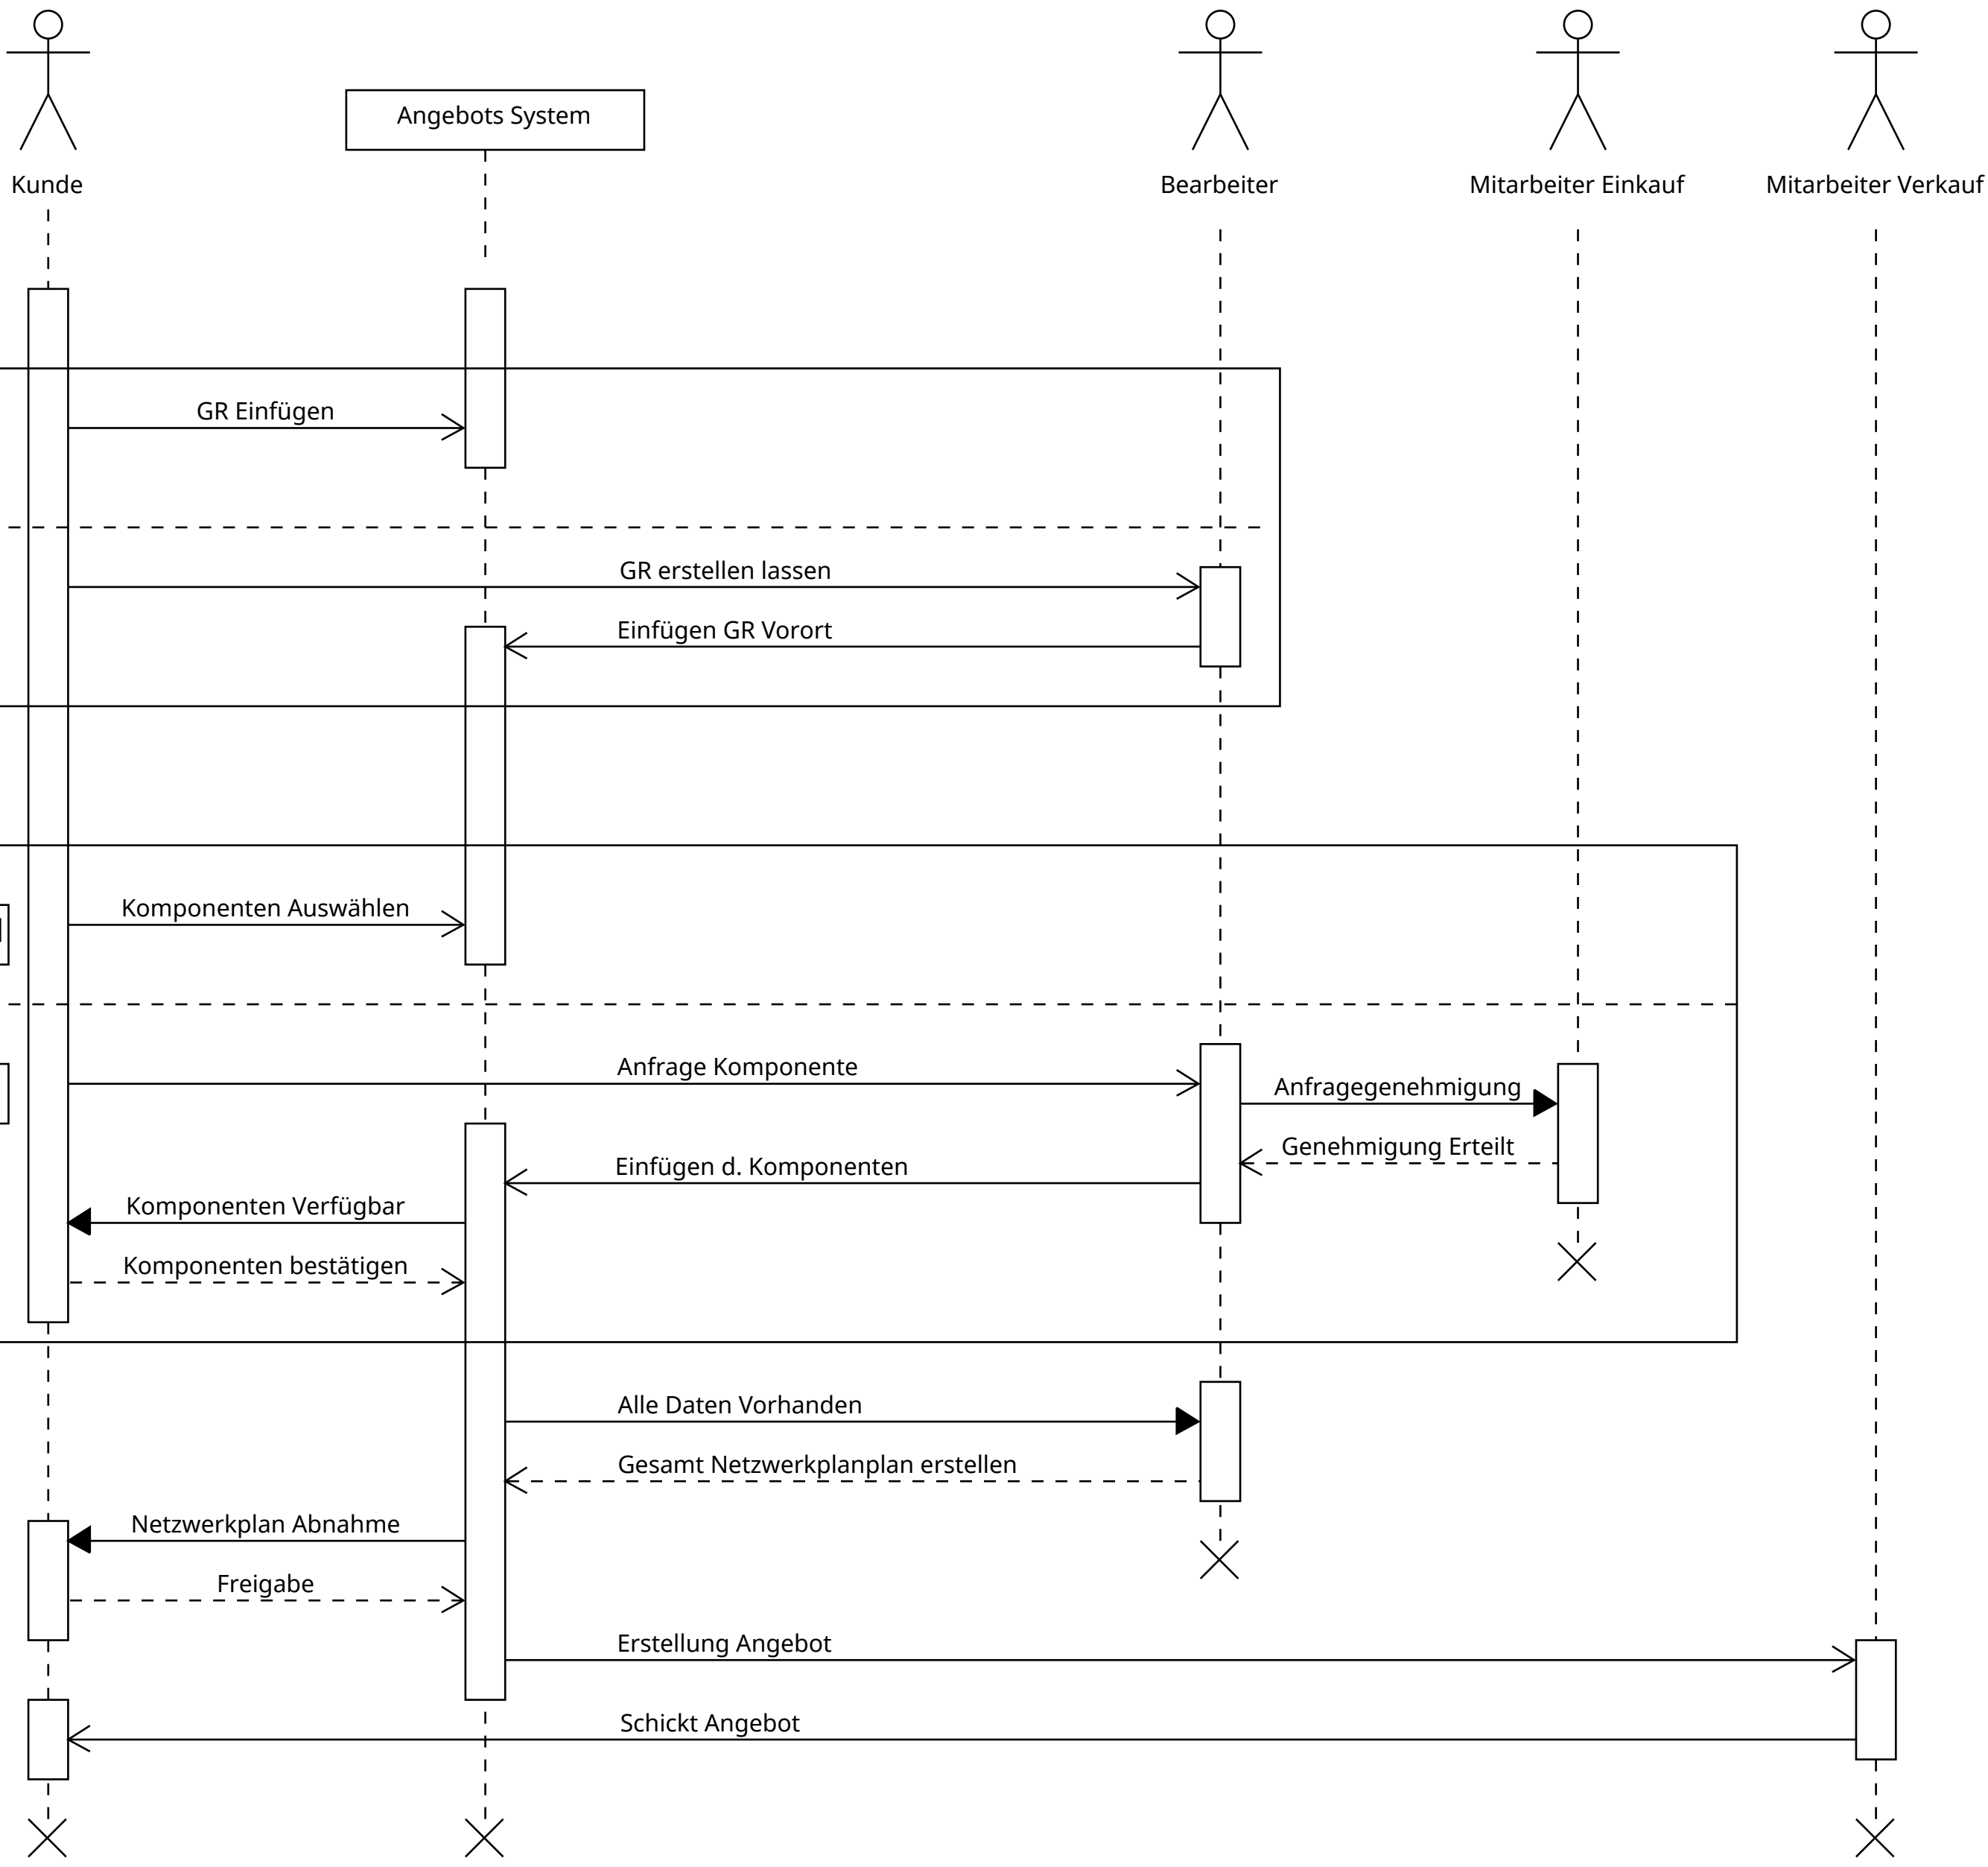 Angebots System
Kunde
Bearbeiter
Mitarbeiter Einkauf
Mitarbeiter Verkauf
GR Einfügen
GR erstellen lassen
Einfügen GR Vorort
Komponenten Auswählen
Anfrage Komponente
Anfragegenehmigung
Genehmigung Erteilt
Einfügen d. Komponenten
Komponenten Verfügbar
Komponenten bestätigen
Alle Daten Vorhanden
Gesamt Netzwerkplanplan erstellen
Netzwerkplan Abnahme
Freigabe
Erstellung Angebot
Schickt Angebot